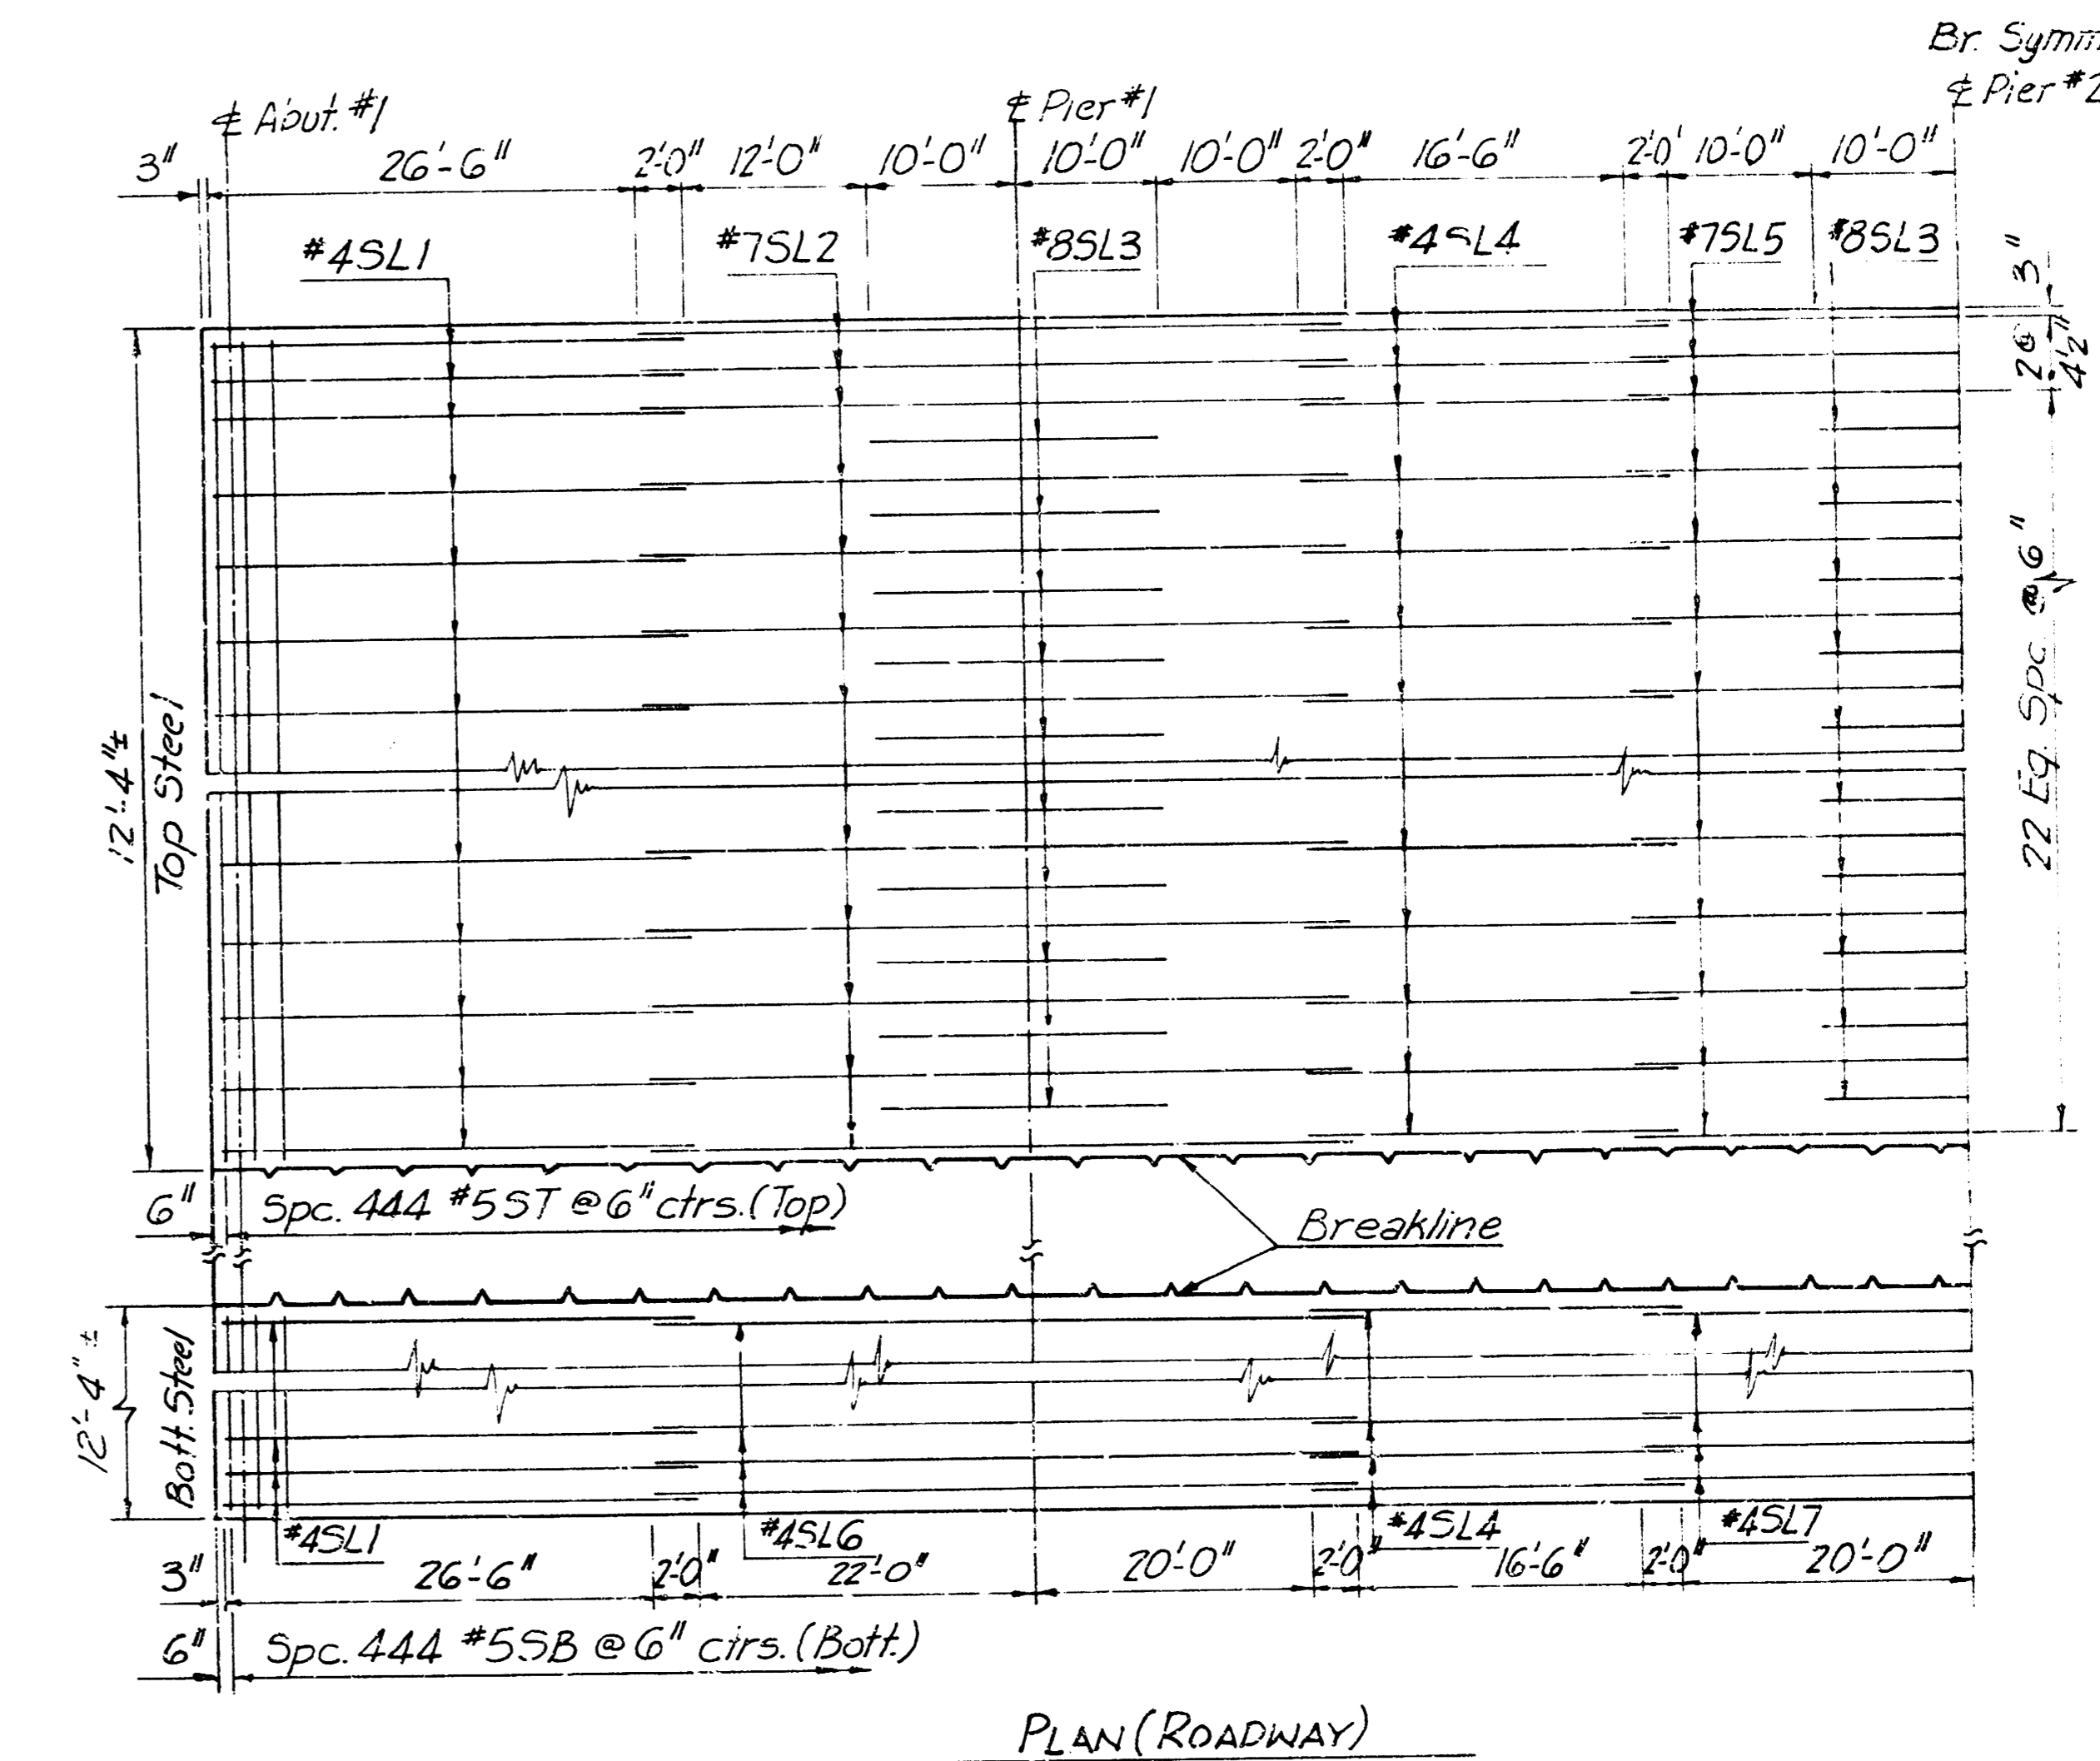 Br. Symm
℄ Abut. #1
℄ Pier #1
℄ Pier #2
3" 26'-6" 2'-0" 12'-0" 10'-0" 10'-0" 10'-0" 2'-0" 16'-6" 2'-0' 10'-0" 10'-0"
#4SL1 #7SL2 #8SL3 #4SL4 #7SL5 #8SL3
3"
4'2"
22 Eq. Spc. @ 6"
12'-4"±
Top Steel
6" Spc. 444 #5ST @ 6" ctrs. (Top)
Breakline
12'-4"±
Bott. Steel
#4SL1 #4SL6 #4SL4 #4SL7
3" 26'-6" 2'-0" 22'-0" 20'-0" 2'-0" 16'-6" 2'-0" 20'-0"
6" Spc. 444 #5SB @ 6" ctrs. (Bott.)
PLAN (ROADWAY)